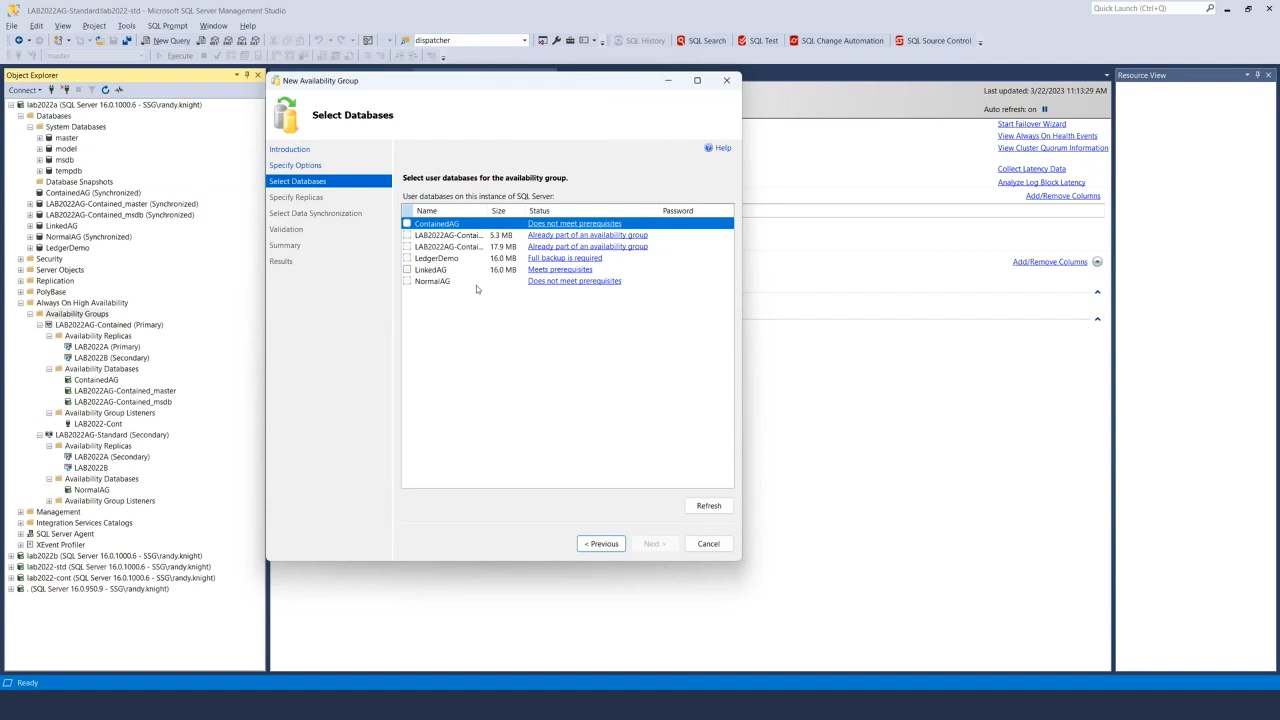 LAB2022AG-Standard:lab2022-std - Microsoft SQL Server Management Studio
Quick Launch (Ctrl+Q)
File Edit View Project Tools SQL Prompt Window Help
New Query dispatcher SQL History SQL Search SQL Test SQL Change Automation SQL Source Control
master Execute
Object Explorer
Connect
lab2022a (SQL Server 16.0.1000.6 - SSG\randy.knight)
Databases
System Databases
master
model
msdb
tempdb
Database Snapshots
ContainedAG (Synchronized)
LAB2022AG-Contained_master (Synchronized)
LAB2022AG-Contained_msdb (Synchronized)
LinkedAG
NormalAG (Synchronized)
LedgerDemo
Security
Server Objects
Replication
PolyBase
Always On High Availability
Availability Groups
LAB2022AG-Contained (Primary)
Availability Replicas
LAB2022A (Primary)
LAB2022B (Secondary)
Availability Databases
ContainedAG
LAB2022AG-Contained_master
LAB2022AG-Contained_msdb
Availability Group Listeners
LAB2022-Cont
LAB2022AG-Standard (Secondary)
Availability Replicas
LAB2022A (Secondary)
LAB2022B
Availability Databases
NormalAG
Availability Group Listeners
Management
Integration Services Catalogs
SQL Server Agent
XEvent Profiler
lab2022b (SQL Server 16.0.1000.6 - SSG\randy.knight)
lab2022-std (SQL Server 16.0.1000.6 - SSG\randy.knight)
lab2022-cont (SQL Server 16.0.1000.6 - SSG\randy.knight)
. (SQL Server 16.0.950.9 - SSG\randy.knight)
New Availability Group
Select Databases
Introduction
Specify Options
Select Databases
Specify Replicas
Select Data Synchronization
Validation
Summary
Results
Help
Select user databases for the availability group.
User databases on this instance of SQL Server:
Name Size Status Password
ContainedAG Does not meet prerequisites
LAB2022AG-Contai... 5.3 MB Already part of an availability group
LAB2022AG-Contai... 17.9 MB Already part of an availability group
LedgerDemo 16.0 MB Full backup is required
LinkedAG 16.0 MB Meets prerequisites
NormalAG Does not meet prerequisites
Refresh
< Previous Next > Cancel
Last updated: 3/22/2023 11:13:29 AM
Auto refresh: on
Start Failover Wizard
View Always On Health Events
View Cluster Quorum Information
Collect Latency Data
Analyze Log Block Latency
Add/Remove Columns
Add/Remove Columns
Resource View
Ready